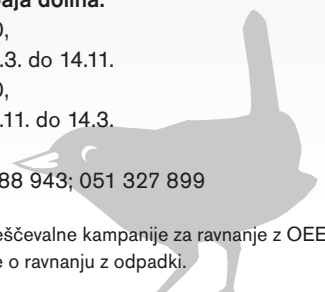 aja dolina:
),
.3. do 14.11.
),
.11. do 14.3.
88 943; 051 327 899
eščevalne kampanije za ravnanje z OEE
e o ravnanju z odpadki.